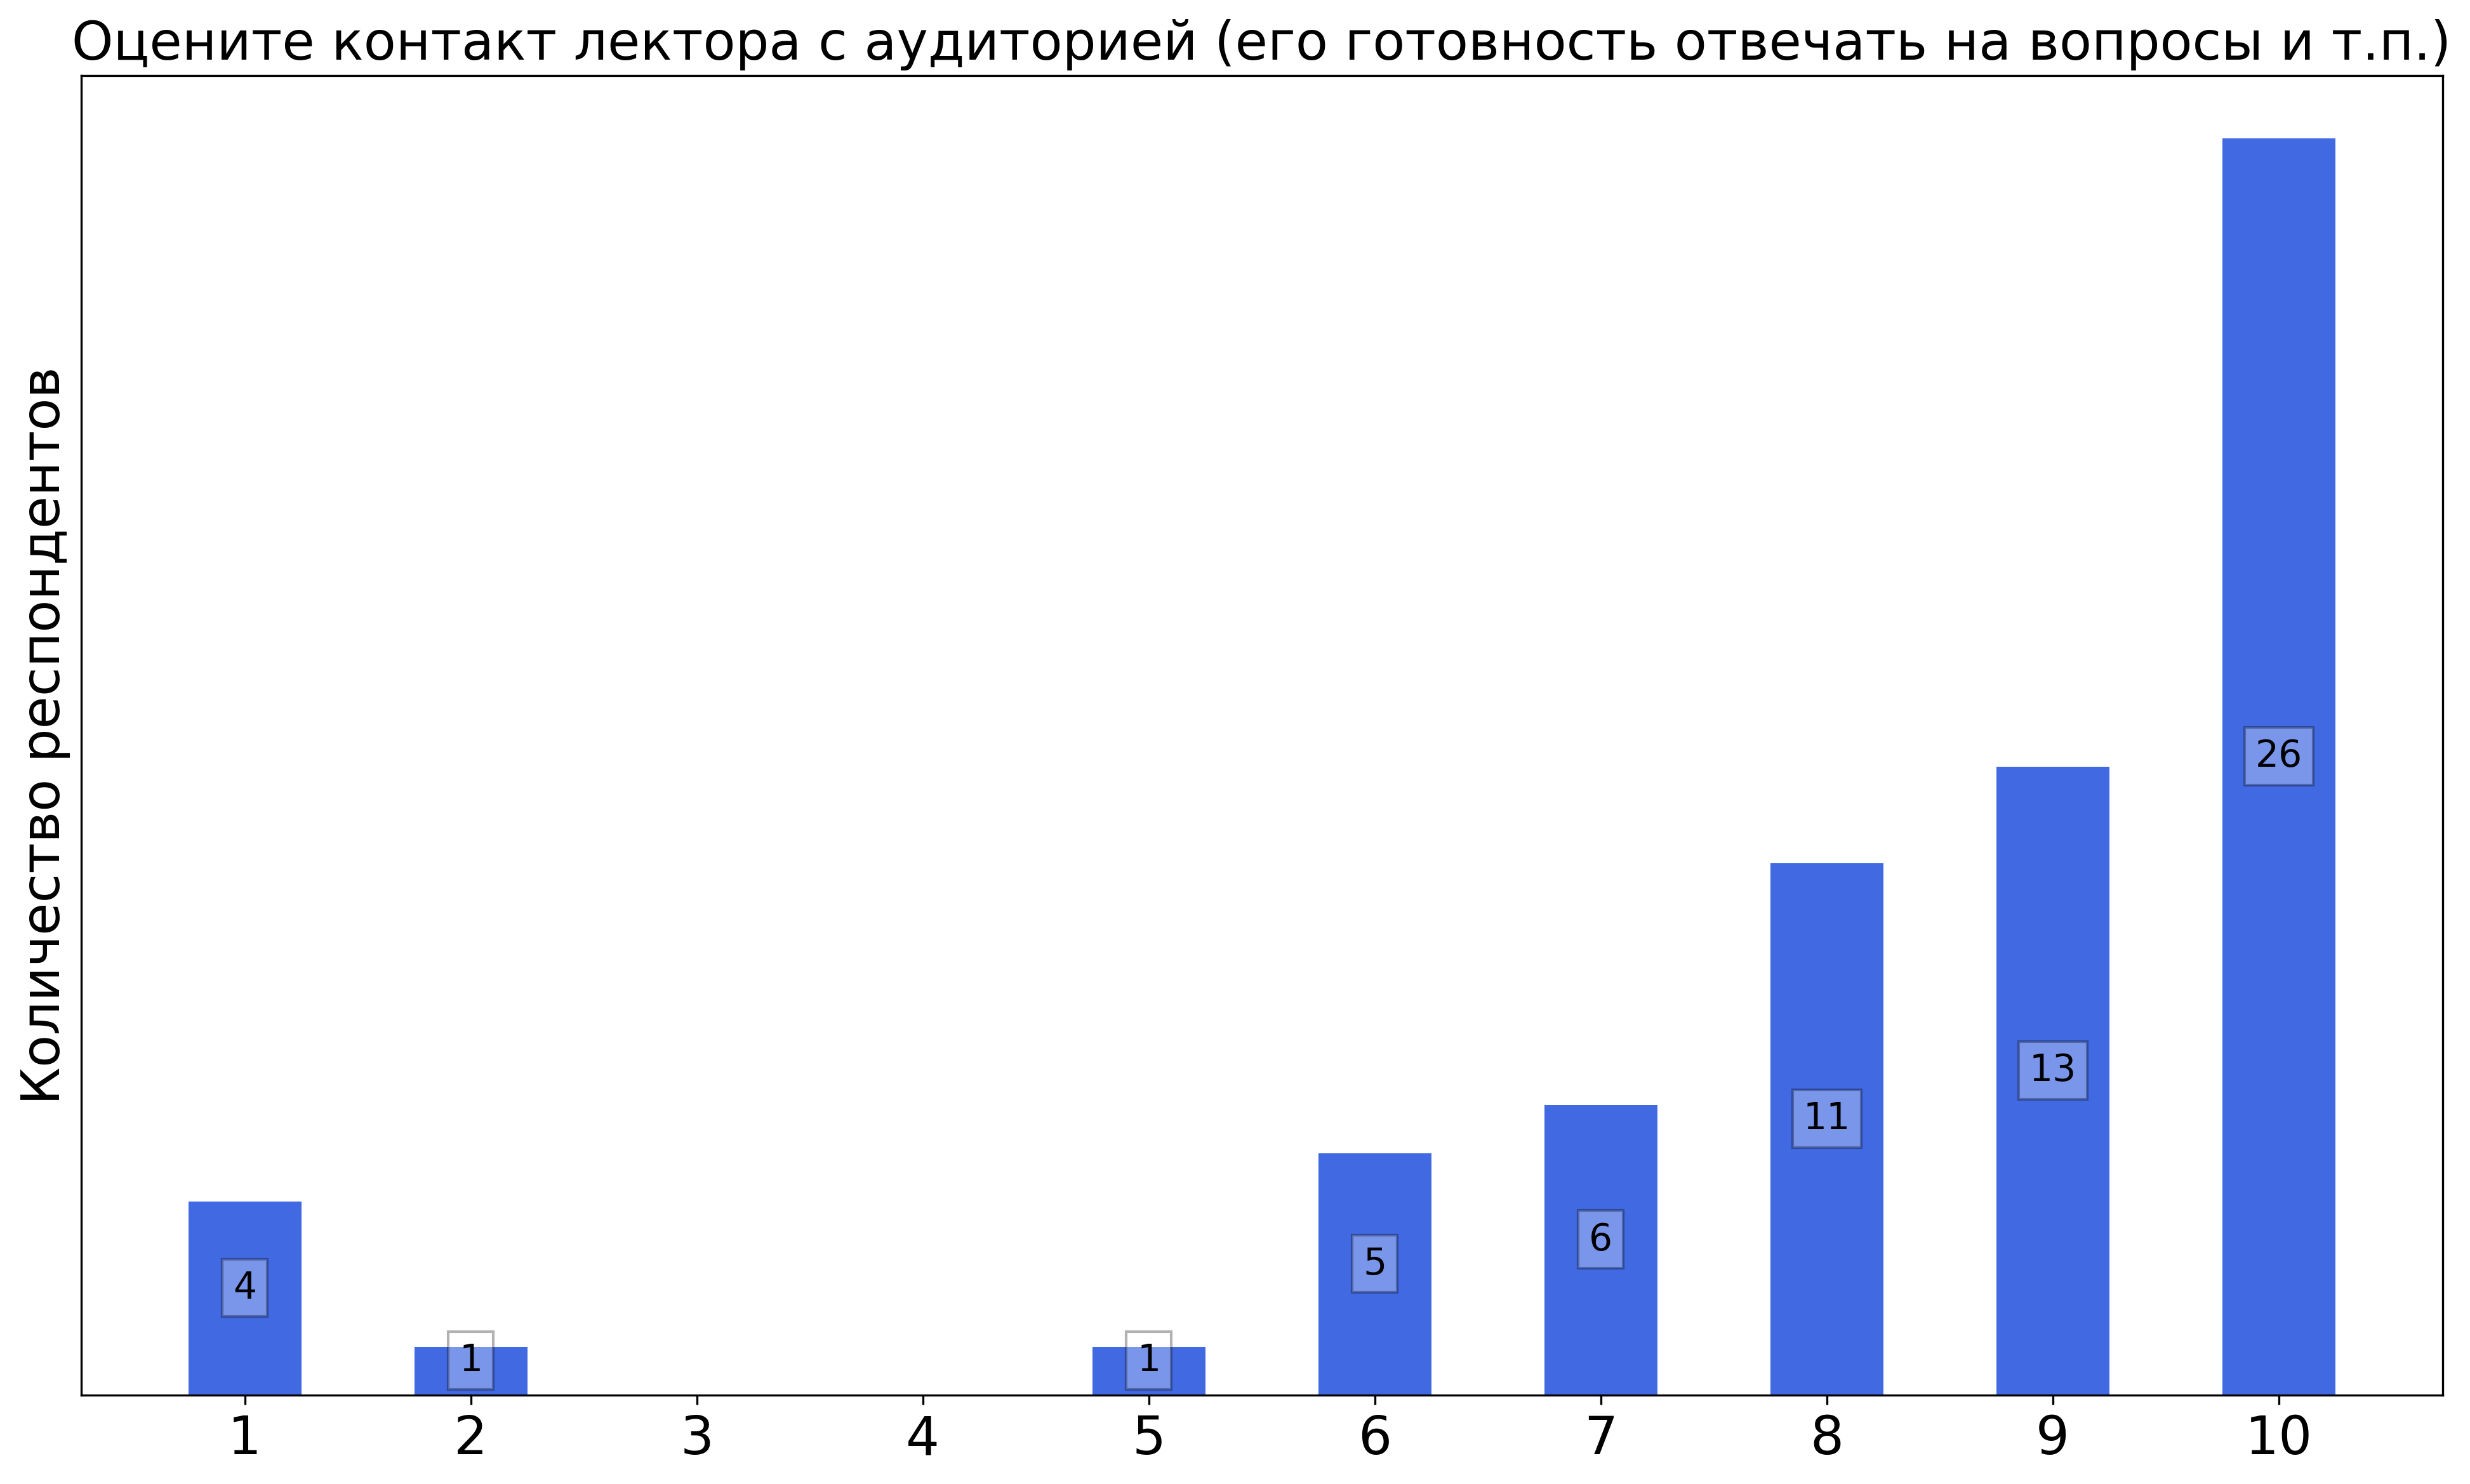 Оцените контакт лектора с аудиторией (его готовность отвечать на вопросы и т.п.)
Количество респондентов
4
1
1
5
6
11
13
26
1 2 3 4 5 6 7 8 9 10